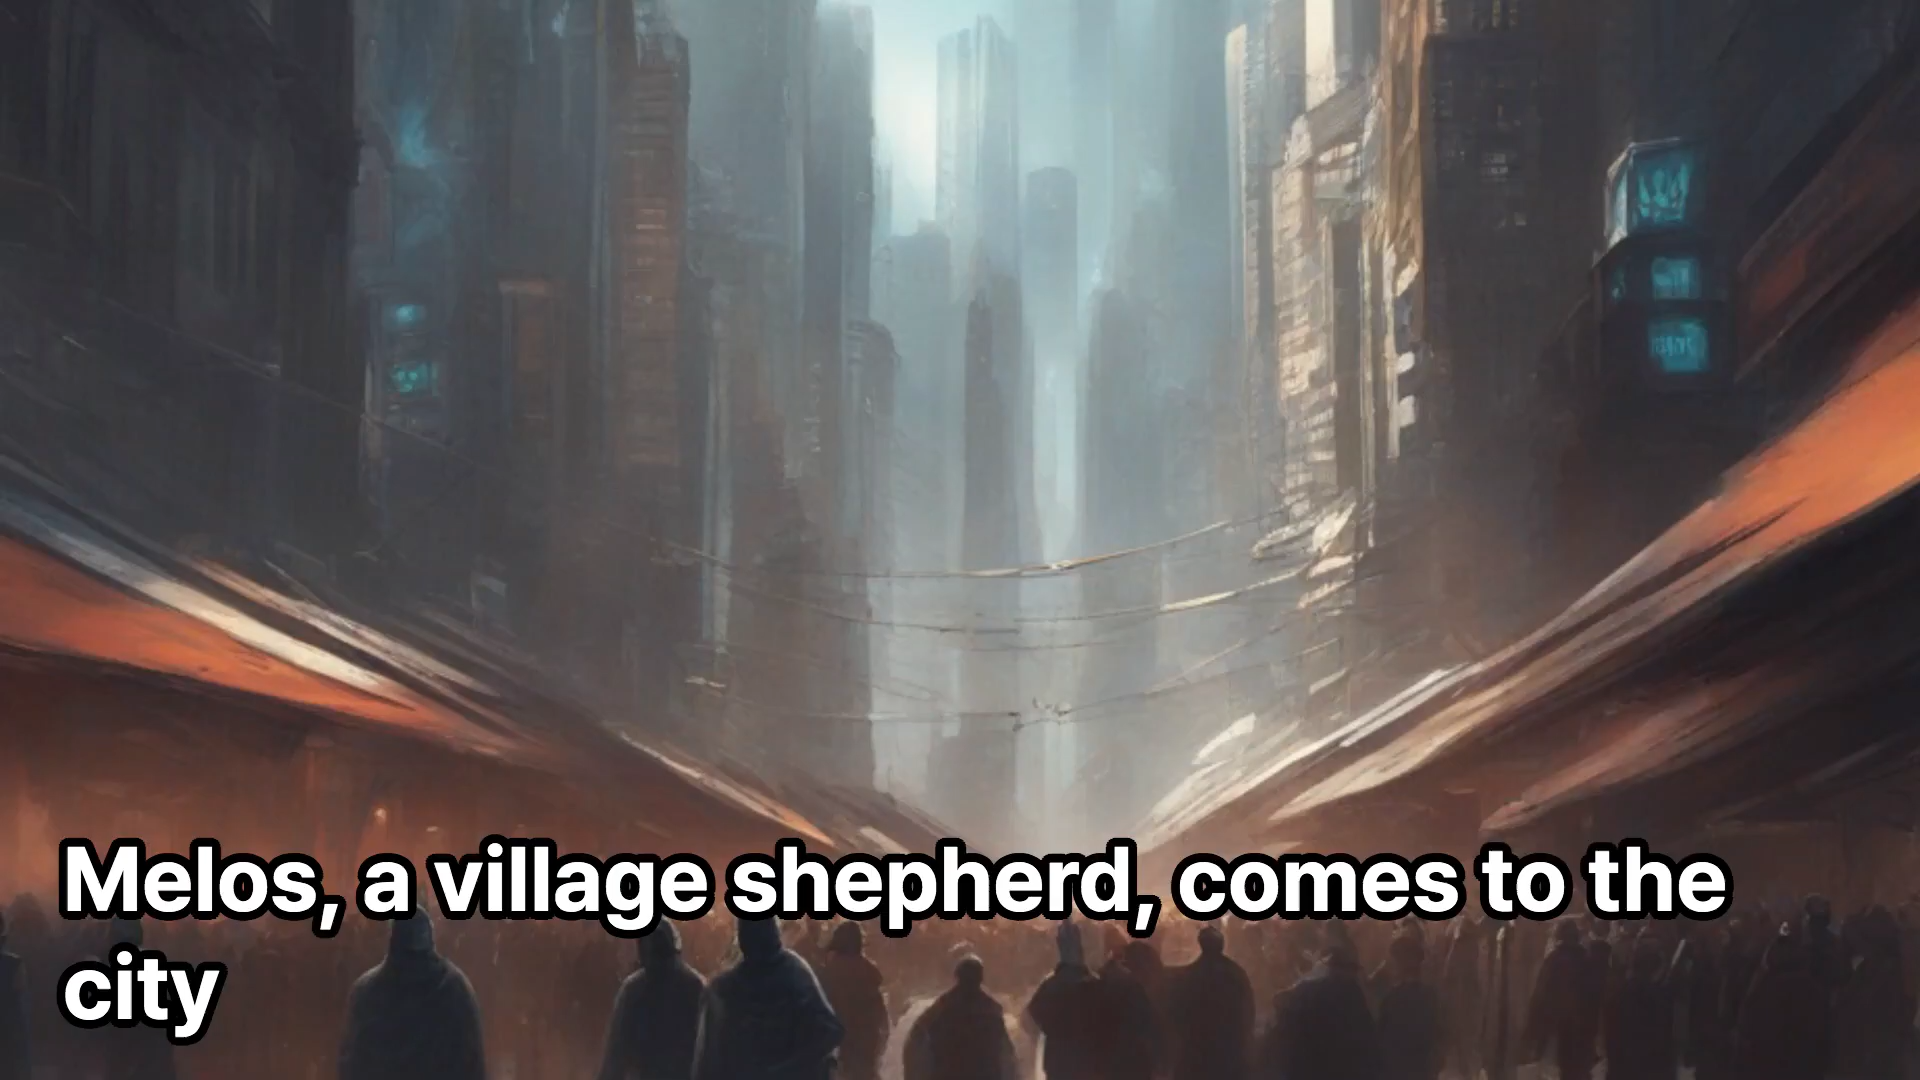 Melos, a village shepherd, comes to the
city